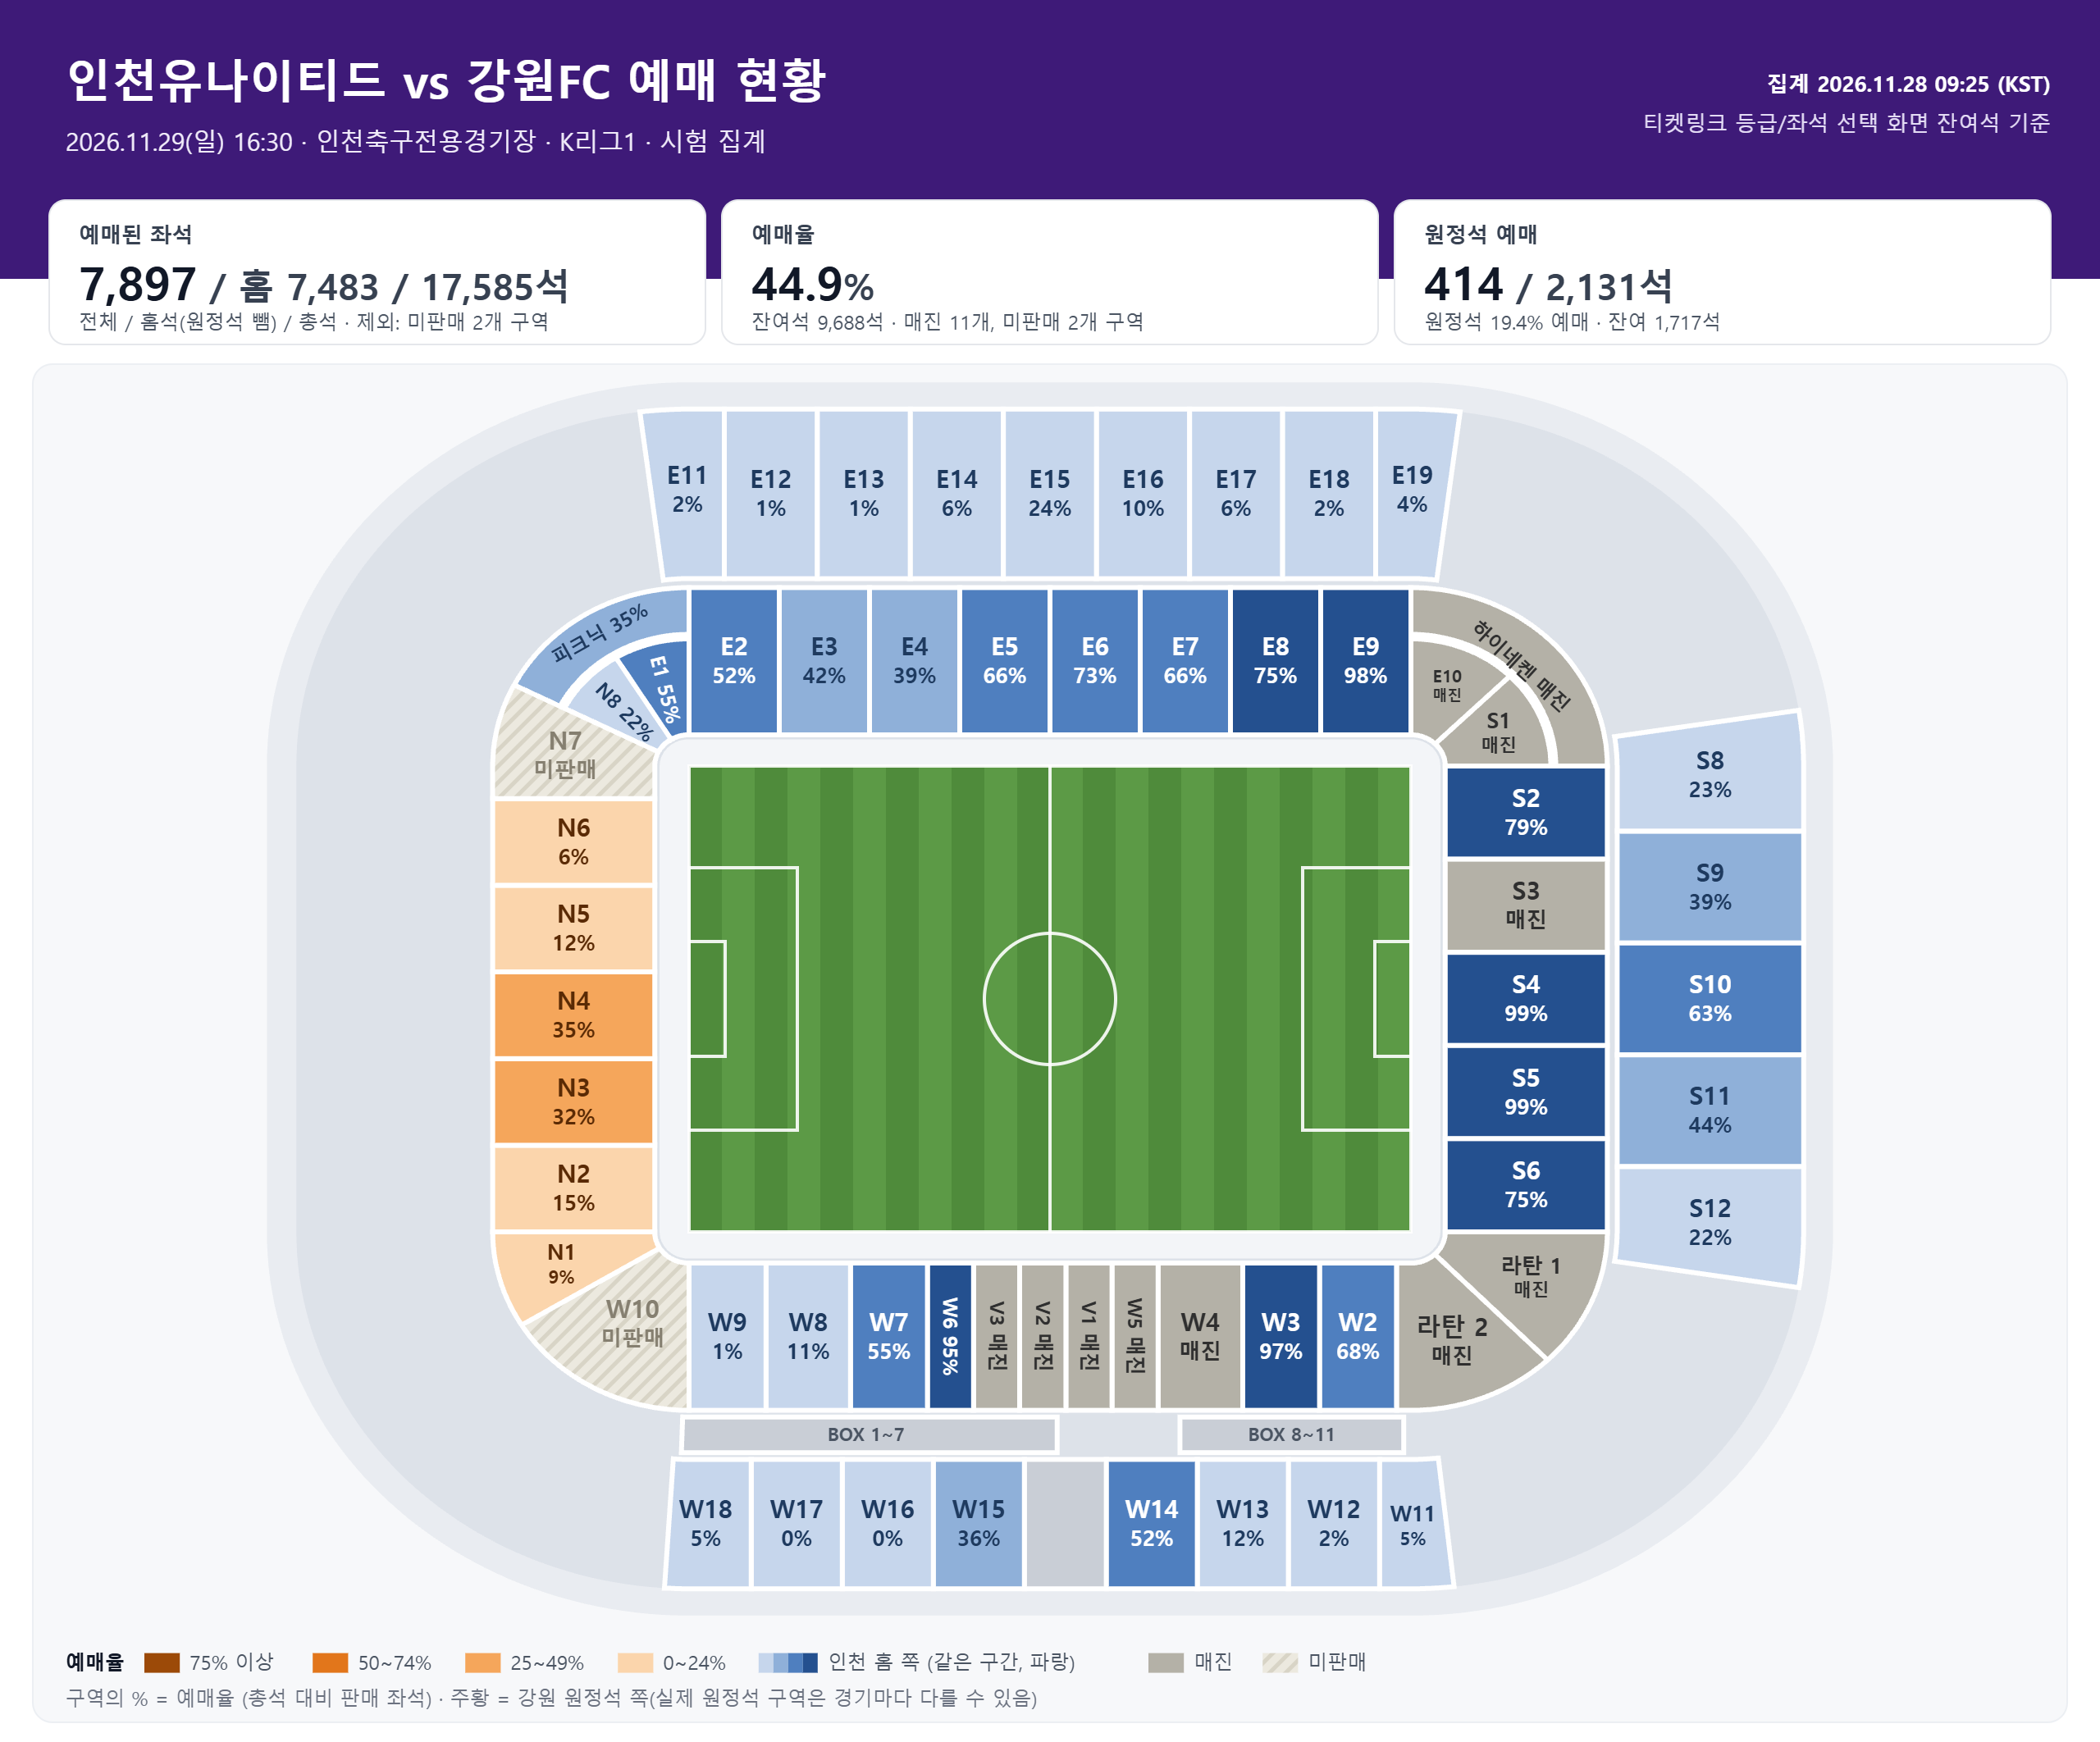 인천유나이티드 vs 강원FC 예매 현황
2026.11.29(일) 16:30 · 인천축구전용경기장 · K리그1 · 시험 집계
집계 2026.11.28 09:25 (KST)
티켓링크 등급/좌석 선택 화면 잔여석 기준
예매된 좌석
7,897 / 홈 7,483 / 17,585석
전체 / 홈석(원정석 뺌) / 총석 · 제외: 미판매 2개 구역
예매율
44.9%
잔여석 9,688석 · 매진 11개, 미판매 2개 구역
원정석 예매
414 / 2,131석
원정석 19.4% 예매 · 잔여 1,717석
E11 E12 E13 E14 E15 E16 E17 E18 E19
2% 1% 1% 6% 24% 10% 6% 2% 4%
피크닉 35%
N8 22%
E1 55%
E2 E3 E4 E5 E6 E7 E8 E9
52% 42% 39% 66% 73% 66% 75% 98%
E10
매진
하이네켄 매진
S1
매진
N7
미판매
N6
6%
N5
12%
N4
35%
N3
32%
N2
15%
N1
9%
W10
미판매
S2
79%
S3
매진
S4
99%
S5
99%
S6
75%
라탄 1
매진
라탄 2
매진
S8
23%
S9
39%
S10
63%
S11
44%
S12
22%
W9
1%
W8
11%
W7
55%
W6 95%
V3 매진
V2 매진
V1 매진
W5 매진
W4
매진
W3
97%
W2
68%
BOX 1~7
BOX 8~11
W18 W17 W16 W15 W14 W13 W12 W11
5% 0% 0% 36% 52% 12% 2% 5%
예매율 75% 이상 50~74% 25~49% 0~24% 인천 홈 쪽 (같은 구간, 파랑) 매진 미판매
구역의 % = 예매율 (총석 대비 판매 좌석) · 주황 = 강원 원정석 쪽(실제 원정석 구역은 경기마다 다를 수 있음)